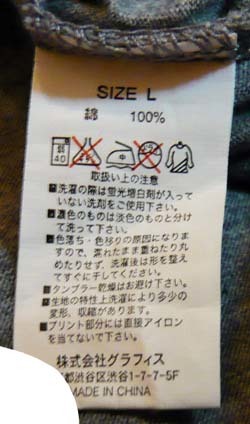 SIZE L
綿 100%
弱
40
取扱い上の注意
■洗濯の際は蛍光増白剤が入って
いない洗剤をご使用下さい。
■濃色のものは淡色のものと分け
て洗って下さい。
■色落ち・色移りの原因になりま
すので、濡れたまま重ねたり丸
めたりせず、洗濯後は形を整え
てすぐに干してください。
■タンブラー乾燥はお避け下さい。
■生地の特性上洗濯により多少の
変形、収縮があります。
■プリント部分には直接アイロン
を当てないで下さい。
株式会社グラフィス
都渋谷区渋谷1-7-7-5F
MADE IN CHINA